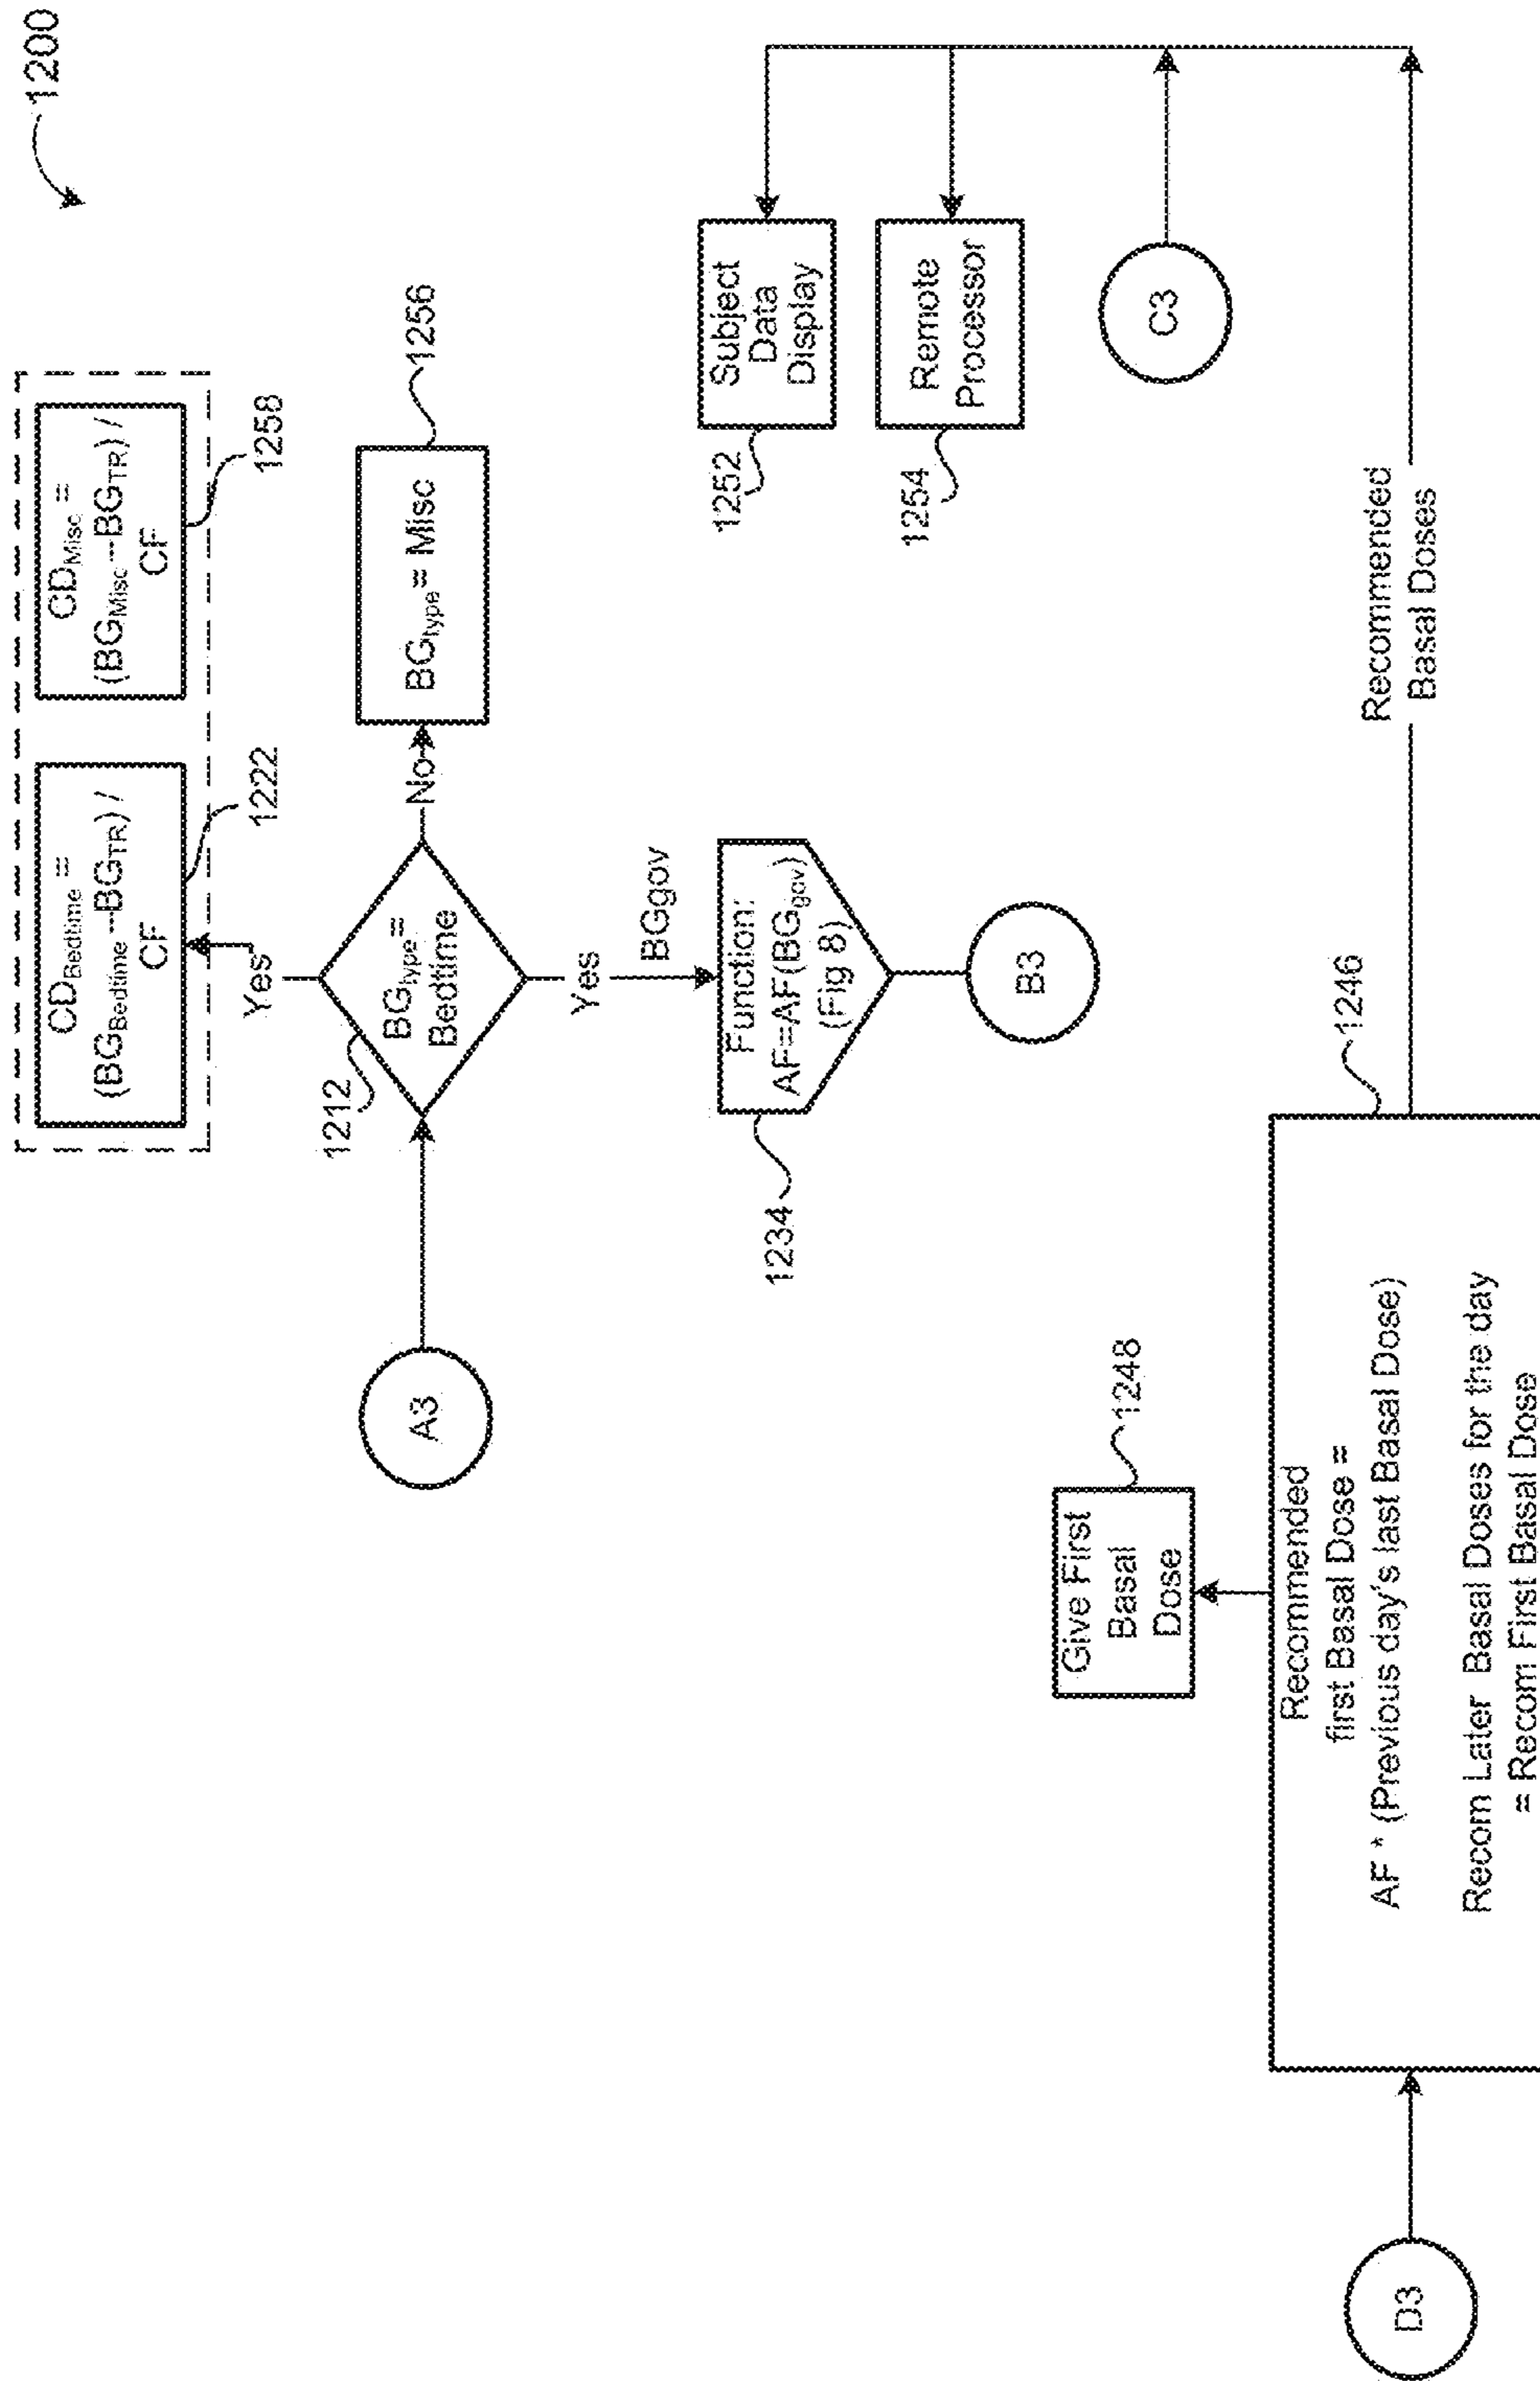 1200
CD_Bedtime =
(BG_Bedtime --- BG_TR) /
CF
1222
CD_Misc =
(BG_Misc --- BG_TR) /
CF
1258
Yes
A3
1212
BG_type =
Bedtime
No
BG_type = Misc
1256
Yes
BGgov
1234
Function:
AF=AF(BG_gov)
(Fig 8)
B3
1252
Subject
Data
Display
1254
Remote
Processor
C3
Give First
Basal
Dose
1248
D3
Recommended
first Basal Dose =
AF * (Previous day's last Basal Dose)
Recom Later Basal Doses for the day
= Recom First Basal Dose
1246
Recommended
Basal Doses